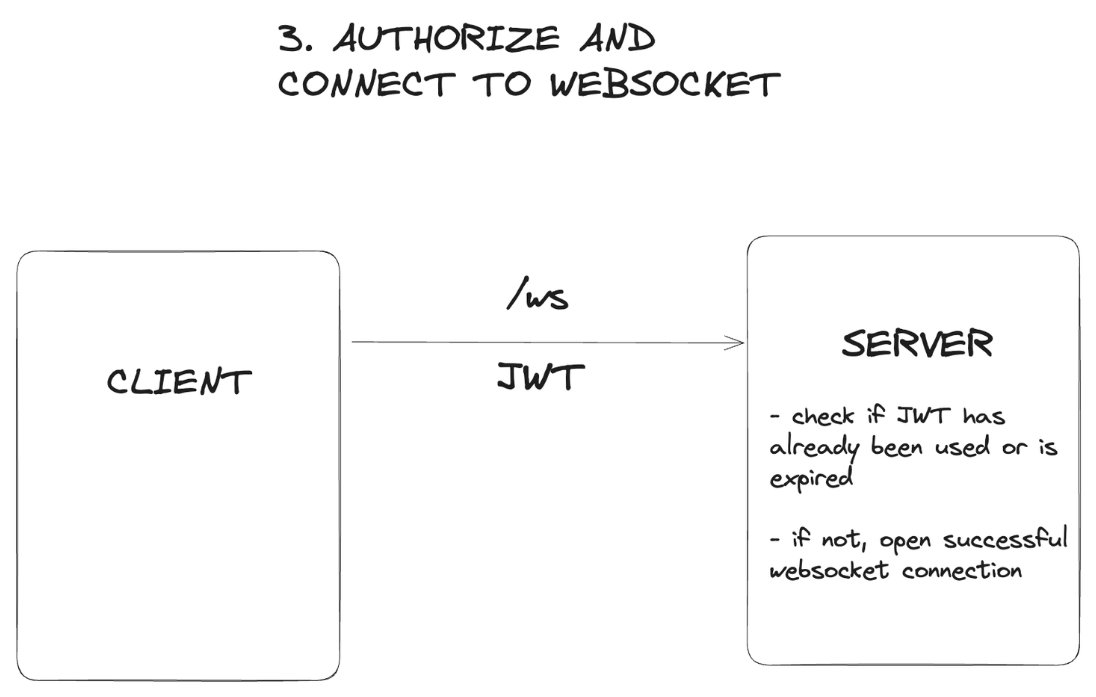 3. AUTHORIZE AND
CONNECT TO WEBSOCKET
/ws
JWT
CLIENT
SERVER
- check if JWT has
already been used or is
expired
- if not, open successful
websocket connection